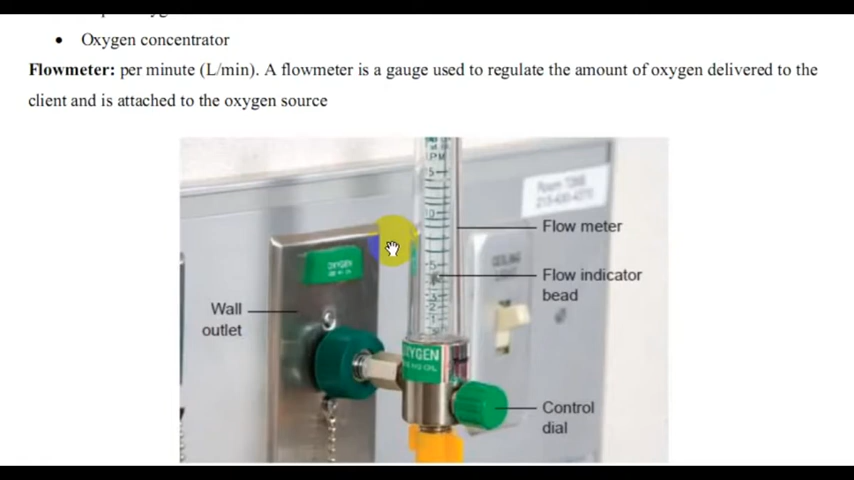 Oxygen concentrator
Flowmeter: per minute (L/min). A flowmeter is a gauge used to regulate the amount of oxygen delivered to the
client and is attached to the oxygen source
Flow meter
Flow indicator
bead
Wall
outlet
OXYGEN
OXYGEN
Control
dial